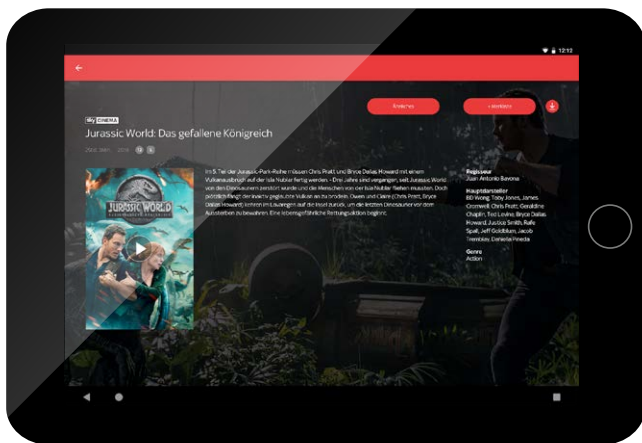 12:12
sky CINEMA
Jurassic World: Das gefallene Königreich
JURASSIC WORLD
Im 5. Teil der Jurassic-Park-Reihe müssen Chris Pratt und Bryce Dallas Howard mit einem
Vulkanausbruch auf der Isla Nublar fertig werden. - Drei Jahre sind vergangen, seit Jurassic World
von den Dinosauriern zerstört wurde und die Menschen von der Isla Nublar fliehen mussten. Doch
plötzlich fängt der inaktiv geglaubte Vulkan an zu brodeln. Owen und Claire (Chris Pratt, Bryce
Dallas Howard) kehren im Lavaregen auf die Insel zurück, um die letzten Dinosaurier vor dem
Aussterben zu bewahren. Eine lebensgefährliche Rettungsaktion beginnt.
Regisseur
Juan Antonio Bayona
Hauptdarsteller
BD Wong, Toby Jones, James
Cromwell, Chris Pratt, Geraldine
Chaplin, Ted Levine, Bryce Dallas
Howard, Justice Smith, Rafe
Spall, Jeff Goldblum, Jacob
Tremblay, Daniella Pineda
Genre
Action